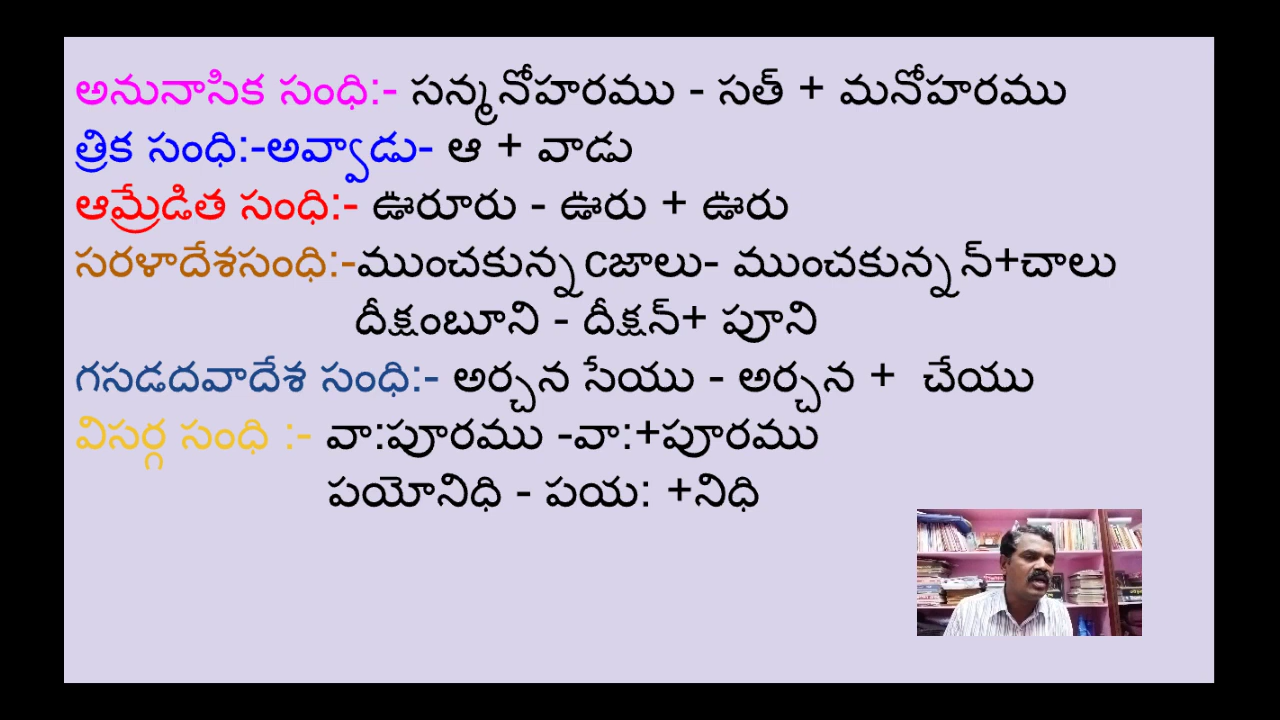 అనునాసిక సంధి:- సన్మనోహరము - సత్ + మనోహరము
త్రిక సంధి:-అవ్వాడు- ఆ + వాడు
ఆమ్రేడిత సంధి:- ఊరూరు - ఊరు + ఊరు
సరళాదేశసంధి:-ముంచకున్నcజాలు- ముంచకున్నన్+చాలు
దీక్షంబూని - దీక్షన్+ పూని
గసడదవాదేశ సంధి:- అర్చన సేయు - అర్చన + చేయు
విసర్గ సంధి :- వా:పూరము -వా:+పూరము
పయోనిధి - పయ: +నిధి